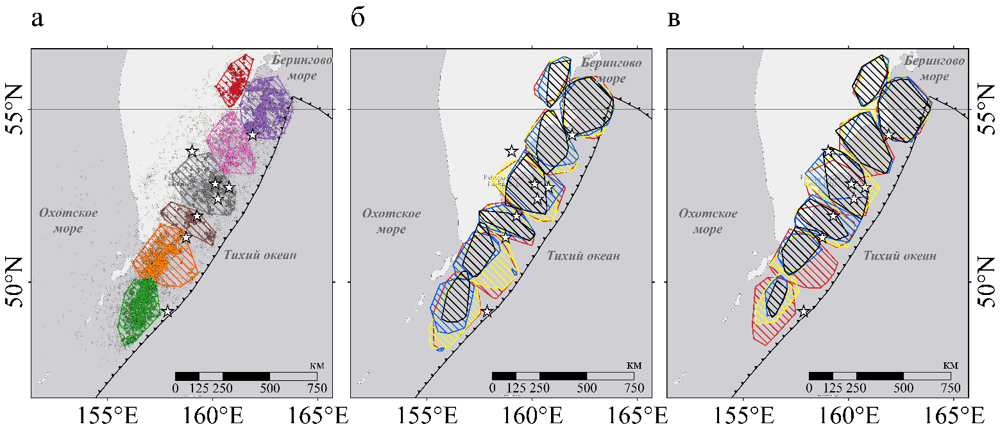 а
Берингово
море
55°N
Охотское
море
Тихий океан
50°N
км
0 125 250 500 750
155°E 160°E 165°E
б
Берингово
море
Охотское
море
Тихий океан
км
0 125 250 500 750
155°E 160°E 165°E
в
Берингово
море
55°N
Охотское
море
Тихий океан
50°N
км
0 125 250 500 750
155°E 160°E 165°E